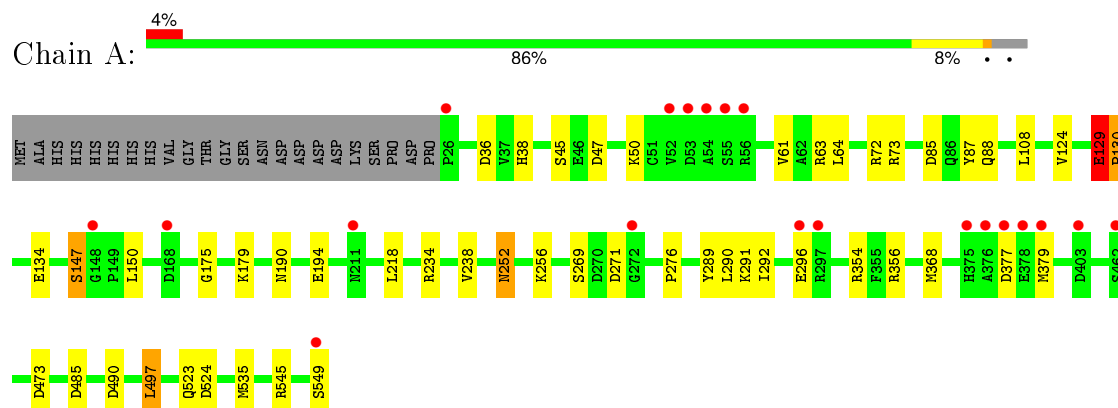 4%
Chain A:
86% 8% • •
MET ALA HIS HIS HIS HIS HIS HIS VAL GLY THR GLY SER ASN ASP ASP ASP ASP LYS SER PRO ASP PRO P26 D36 V37 H38 S45 E46 D47 K50 C51 V52 D53 A54 S55 R56 V61 A62 R63 L64 R72 R73 D85 Q86 Y87 Q88 L108 V124 E129 P130
E134 S147 G148 P149 L150 D168 G175 K179 N190 E194 N211 L218 R234 V238 N252 K256 S269 D270 D271 G272 P276 Y289 L290 K291 I292 E296 R297 R354 F355 R356 M368 H375 A376 D377 E378 M379 D403 S462
D473 D485 D490 L497 Q523 D524 M535 R545 S549